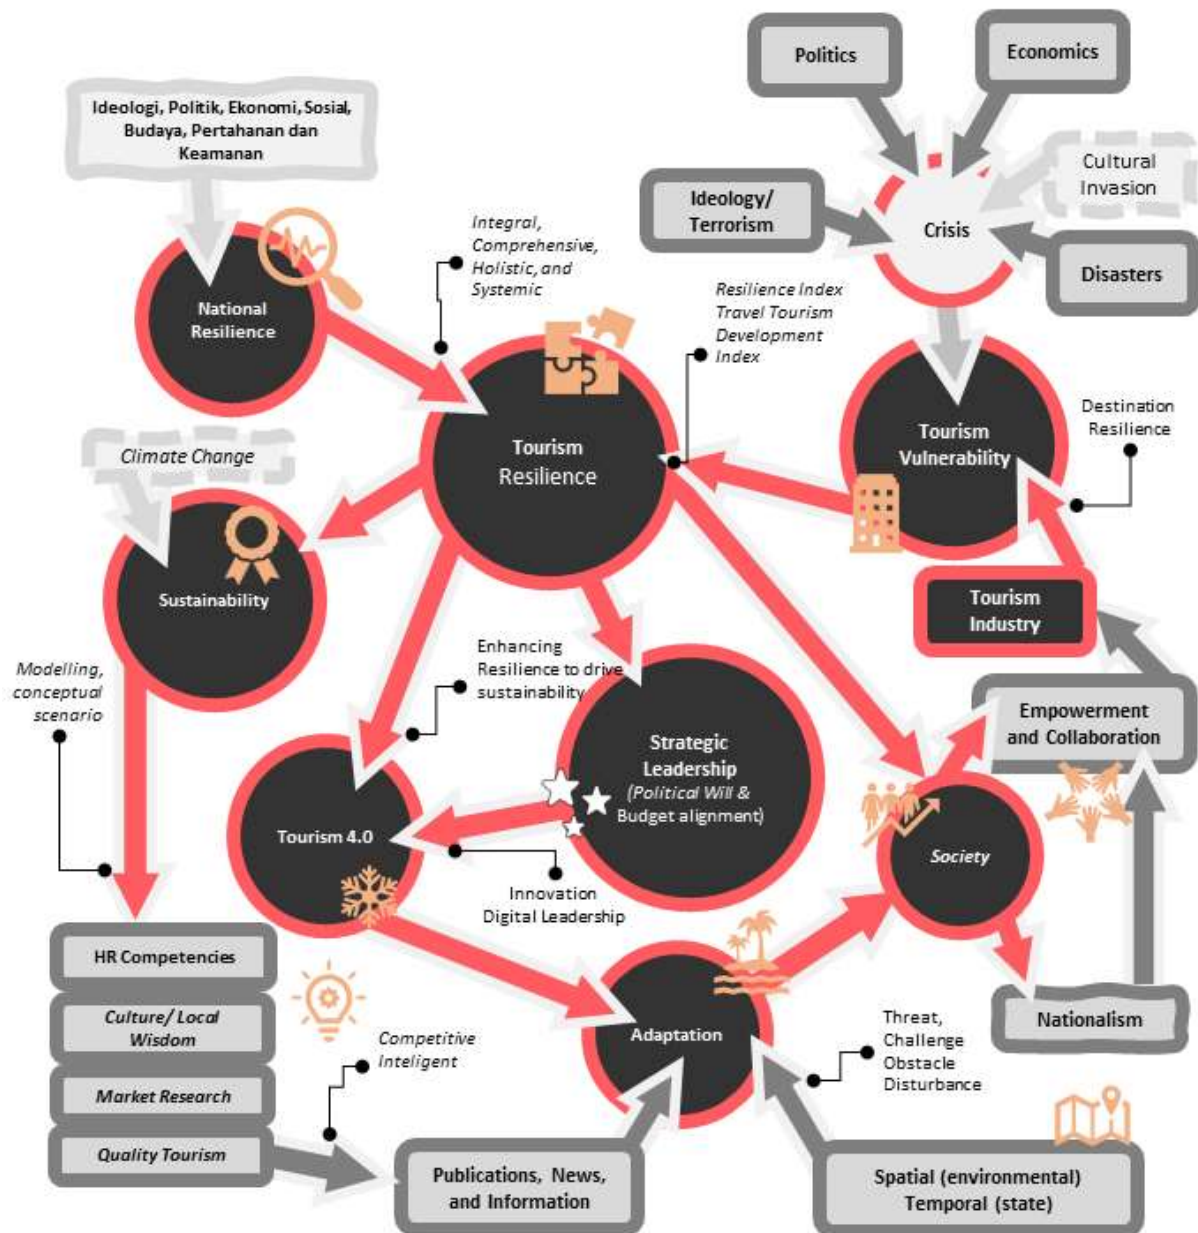 Politics
Economics
Ideologi, Politik, Ekonomi, Sosial,
Budaya, Pertahanan dan
Keamanan
Cultural
Invasion
Ideology/
Terrorism
Crisis
Disasters
Integral,
Comprehensive,
Holistic, and
Systemic
Resilience Index
Travel Tourism
Development
Index
National
Resilience
Destination
Resilience
Tourism
Vulnerability
Tourism
Resilience
Climate Change
Sustainability
Tourism
Industry
Modelling,
conceptual
scenario
Enhancing
Resilience to drive
sustainability
Empowerment
and Collaboration
Strategic
Leadership
(Political Will &
Budget alignment)
Tourism 4.0
Society
Innovation
Digital Leadership
HR Competencies
Culture/ Local
Wisdom
Market Research
Quality Tourism
Competitive
Inteligent
Adaptation
Threat,
Challenge
Obstacle
Disturbance
Nationalism
Publications, News,
and Information
Spatial (environmental)
Temporal (state)